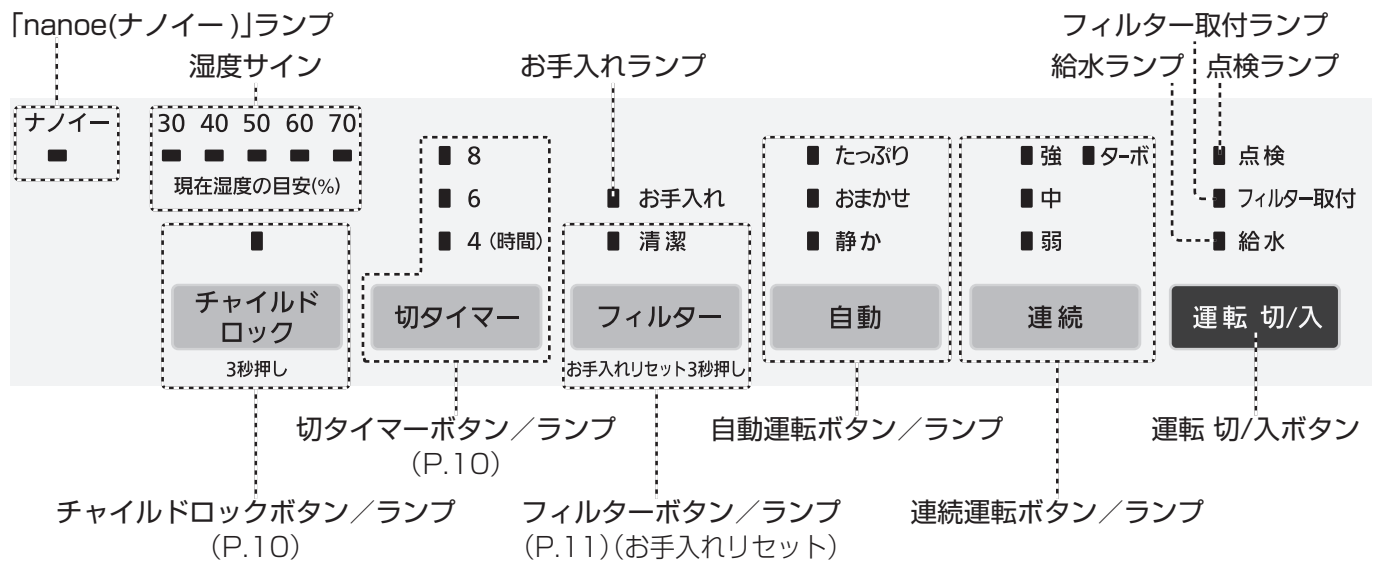 「nanoe(ナノイー)」ランプ
フィルター取付ランプ
湿度サイン
お手入れランプ
給水ランプ
点検ランプ
ナノイー
30 40 50 60 70
現在湿度の目安(%)
8
6
4 (時間)
お手入れ
清潔
たっぷり
おまかせ
静か
強 ターボ
中
弱
点検
フィルター取付
給水
チャイルド
ロック
3秒押し
切タイマー
フィルター
お手入れリセット3秒押し
自動
連続
運転 切/入
切タイマーボタン/ランプ
(P.10)
自動運転ボタン/ランプ
運転 切/入ボタン
チャイルドロックボタン/ランプ
(P.10)
フィルターボタン/ランプ
(P.11)(お手入れリセット)
連続運転ボタン/ランプ